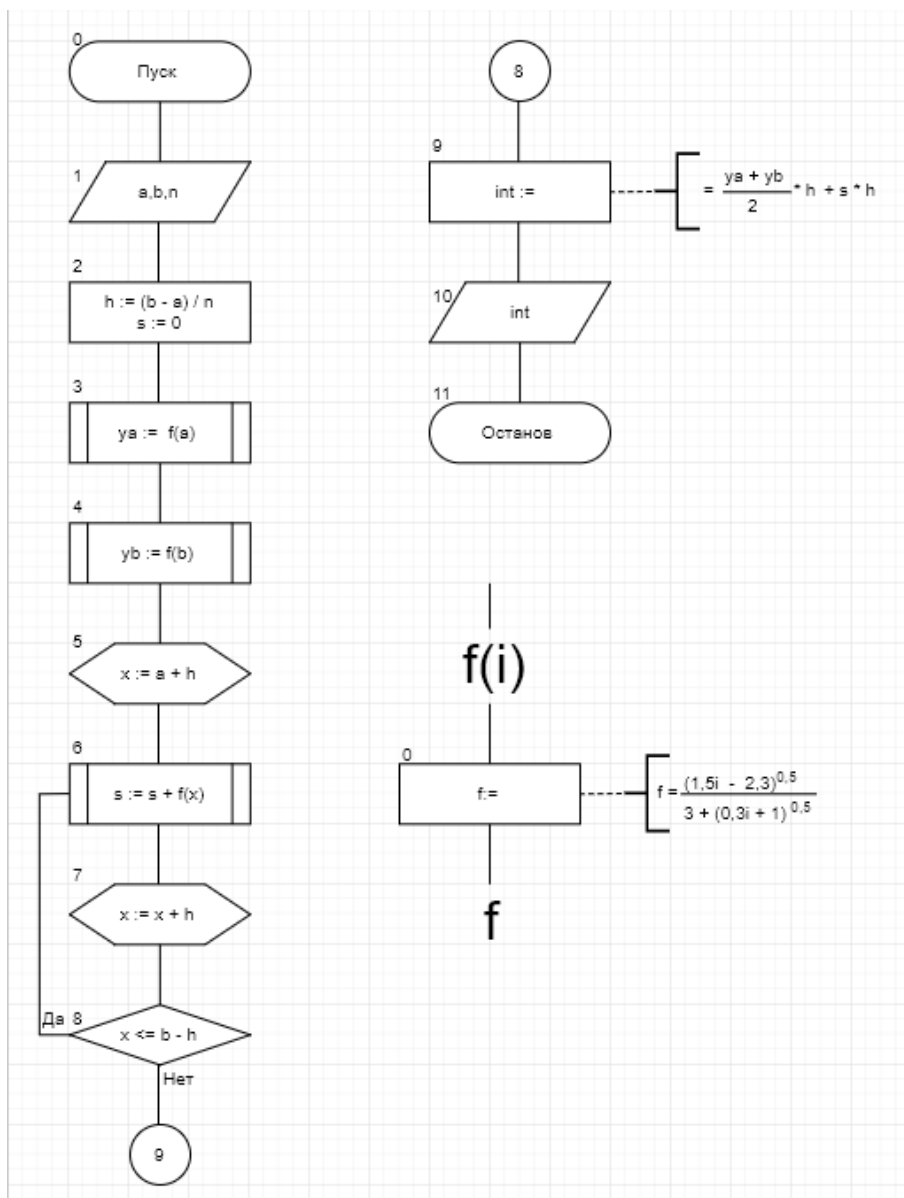 0
Пуск
1
a,b,n
2
h := (b - a) / n
s := 0
3
ya := f(a)
4
yb := f(b)
5
x := a + h
6
s := s + f(x)
7
x := x + h
Да 8
x <= b - h
Нет
9
8
9
int :=
= ya + yb
2
* h + s * h
10
int
11
Останов
f(i)
0
f:=
f = (1,5i - 2,3)0,5
3 + (0,3i + 1) 0,5
f